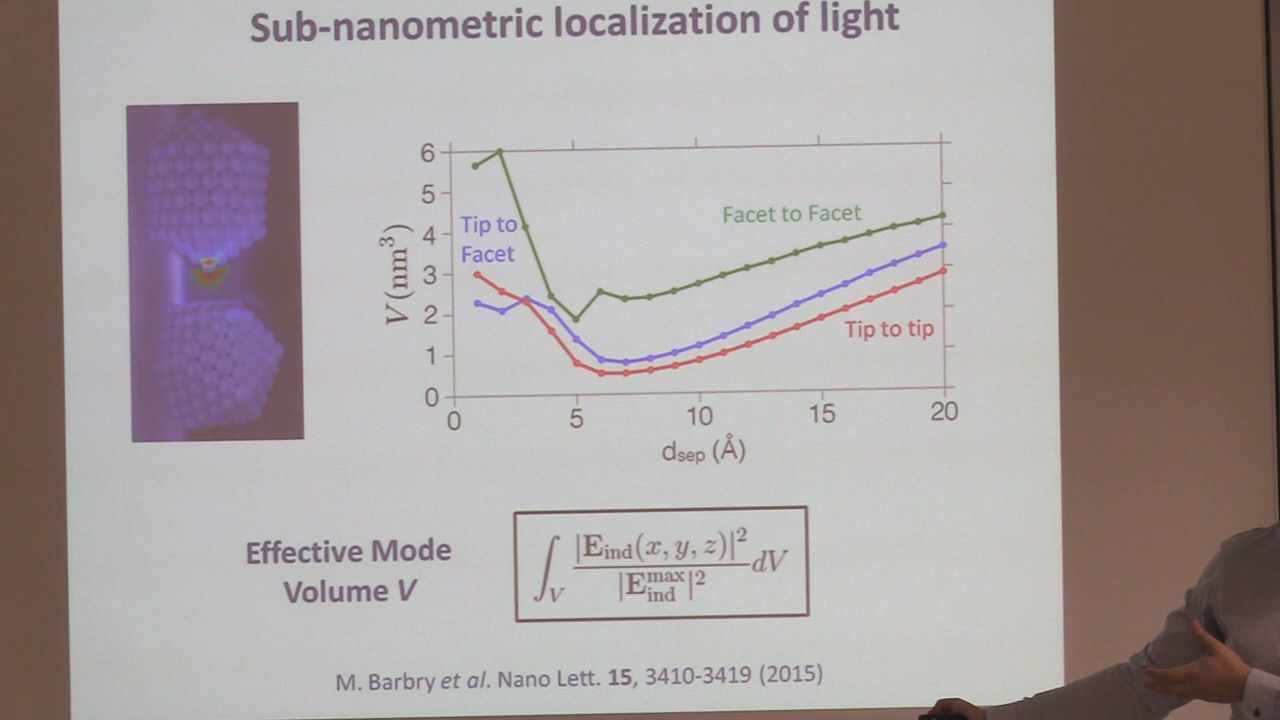 Sub-nanometric localization of light
6
5
4
3
2
1
0
V (nm³)
Tip to
Facet
Facet to Facet
Tip to tip
0 5 10 15 20
dsep (Å)
Effective Mode
Volume V
∫V |Eind(x, y, z)|² / |Eind^max|² dV
M. Barbry et al. Nano Lett. 15, 3410-3419 (2015)